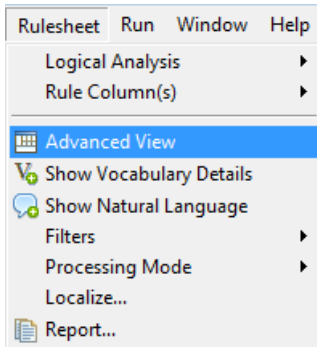 Rulesheet Run Window Help
Logical Analysis
Rule Column(s)
Advanced View
Show Vocabulary Details
Show Natural Language
Filters
Processing Mode
Localize...
Report...